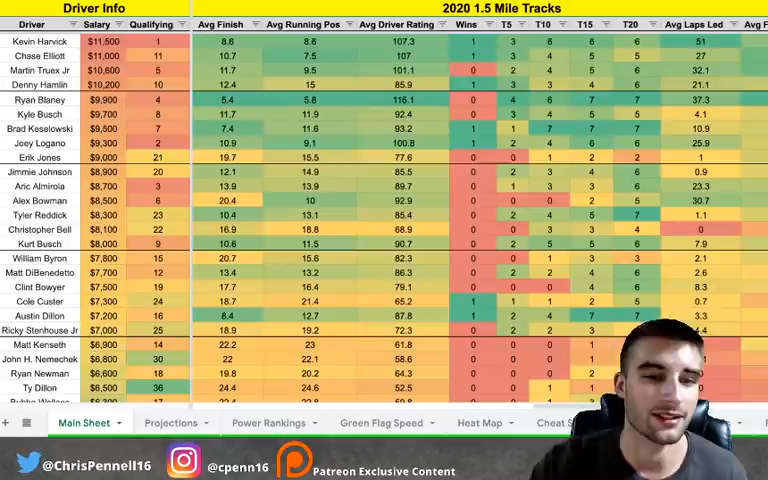 Driver Info 2020 1.5 Mile Tracks
Driver Salary Qualifying Avg Finish Avg Running Pos Avg Driver Rating Wins T5 T10 T15 T20 Avg Laps Led Avg F
Kevin Harvick $11,500 1 8.6 8.6 107.3 1 3 6 6 6 51
Chase Elliott $11,000 11 10.7 7.5 107 1 3 4 5 5 27
Martin Truex Jr $10,600 5 11.7 9.5 101.1 0 2 4 5 6 32.1
Denny Hamlin $10,200 10 12.4 15 85.9 1 3 3 4 6 21.1
Ryan Blaney $9,900 4 5.4 5.8 116.1 0 4 6 7 7 37.3
Kyle Busch $9,700 8 11.7 11.9 92.4 0 3 4 5 5 4.1
Brad Keselowski $9,500 7 7.4 11.6 93.2 1 1 7 7 7 10.9
Joey Logano $9,300 2 10.9 9.1 100.8 1 2 4 6 6 25.9
Erik Jones $9,000 21 19.7 15.5 77.6 0 0 1 2 2 1
Jimmie Johnson $8,900 20 12.1 14.9 85.5 0 2 3 4 6 0.9
Aric Almirola $8,700 3 13.9 13.9 89.7 0 1 3 3 6 23.3
Alex Bowman $8,500 6 20.4 10 92.9 0 0 0 2 5 30.7
Tyler Reddick $8,300 23 10.4 13.1 85.4 0 2 4 5 7 1.1
Christopher Bell $8,100 22 16.9 18.8 68.9 0 0 3 3 4 0
Kurt Busch $8,000 9 10.6 11.5 90.7 0 2 5 5 6 7.9
William Byron $7,800 15 20.7 15.6 82.3 0 0 1 3 3 2.1
Matt DiBenedetto $7,700 12 13.4 13.2 86.3 0 2 2 4 6 2.6
Clint Bowyer $7,500 19 17.7 14.4 79.1 0 0 0 4 6 8.3
Cole Custer $7,300 24 18.7 21.4 65.2 1 1 1 2 5 0.7
Austin Dillon $7,200 16 8.4 12.7 87.8 1 2 4 7 7 3.3
Ricky Stenhouse Jr $7,000 25 18.9 19.2 72.3 0 2 2 3
Matt Kenseth $6,900 14 22.2 23 61.8 0 0 0 1
John H. Nemechek $6,800 30 22 22.1 58.6 0 0 0 1
Ryan Newman $6,600 18 19.8 20.2 64.3 0 0 0 1
Ty Dillon $6,500 36 24.4 24.6 52.5 0 0 1 1
Main Sheet Projections Power Rankings Green Flag Speed Heat Map Cheat S
@ChrisPennell16 @cpenn16 Patreon Exclusive Content